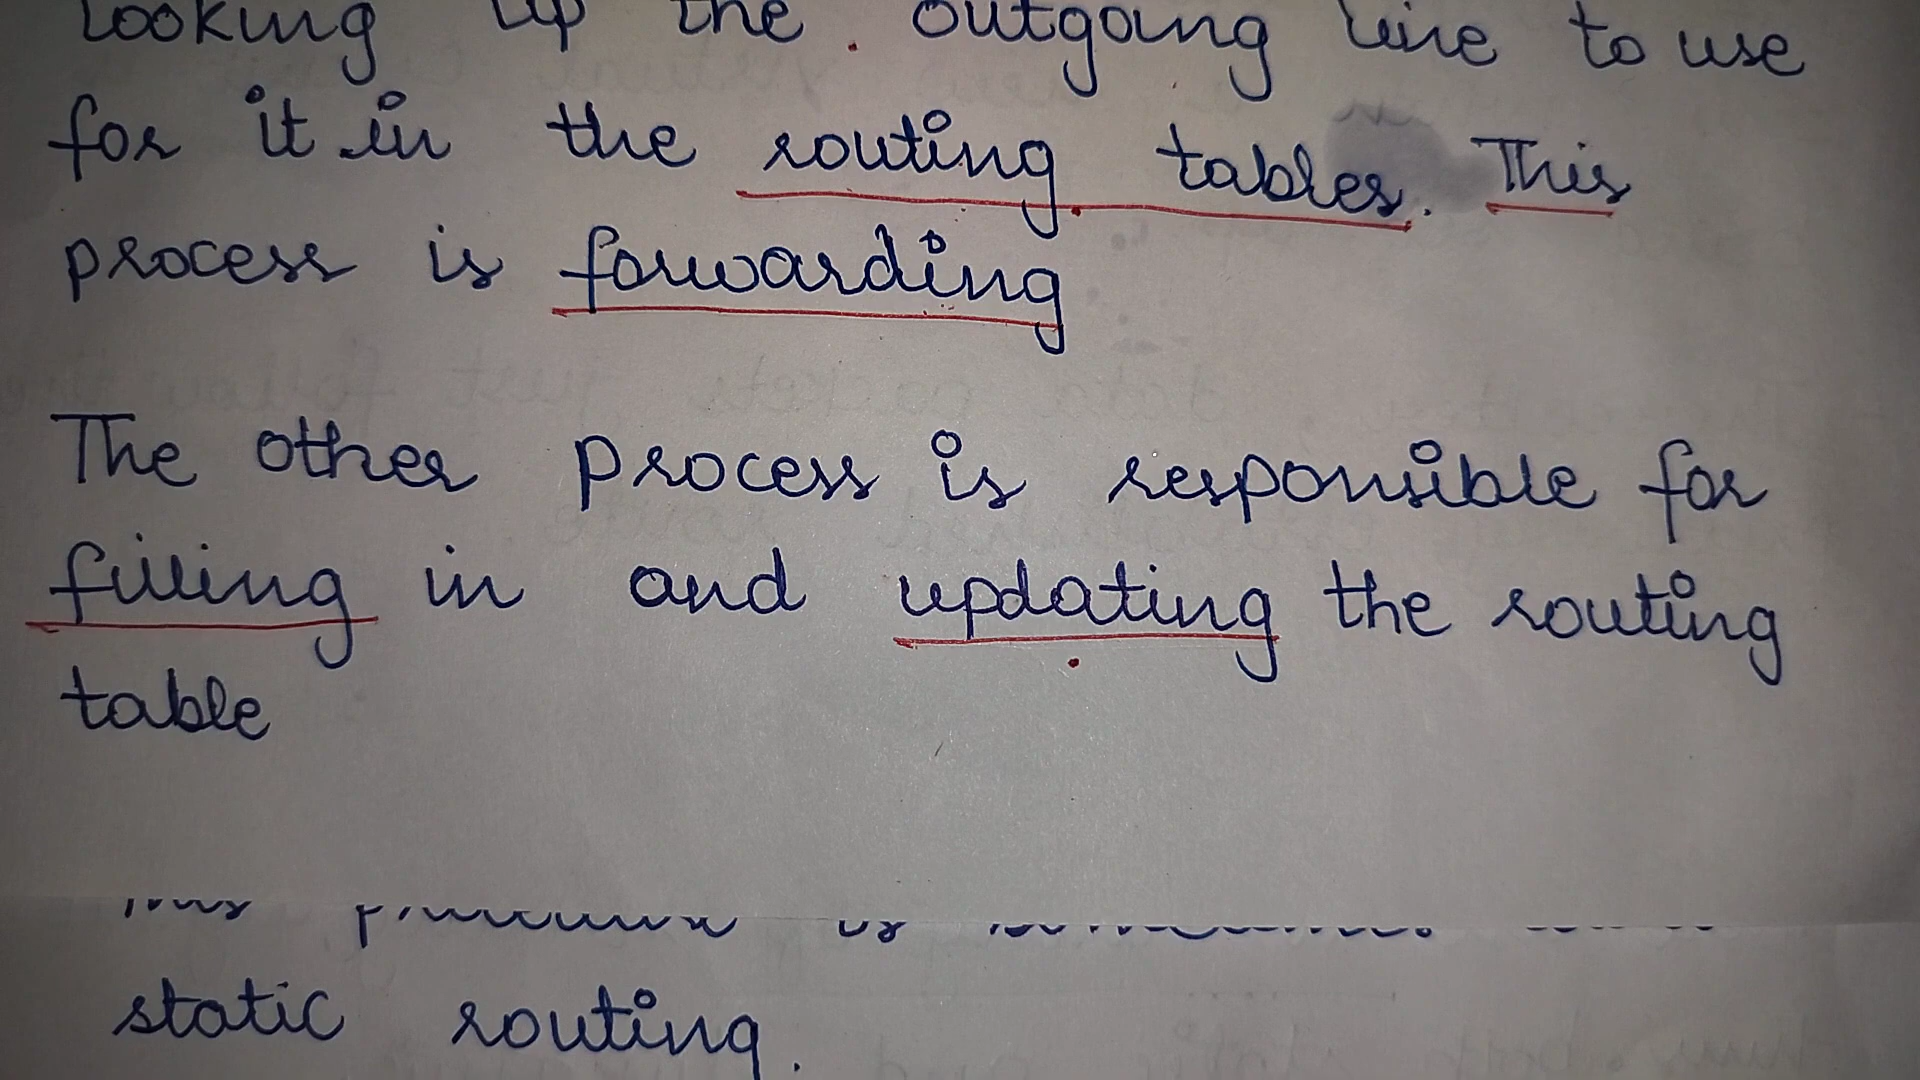 looking up the outgoing line to use
for it in the routing tables. This
process is forwarding
The other process is responsible for
filling in and updating the routing
table
static routing.